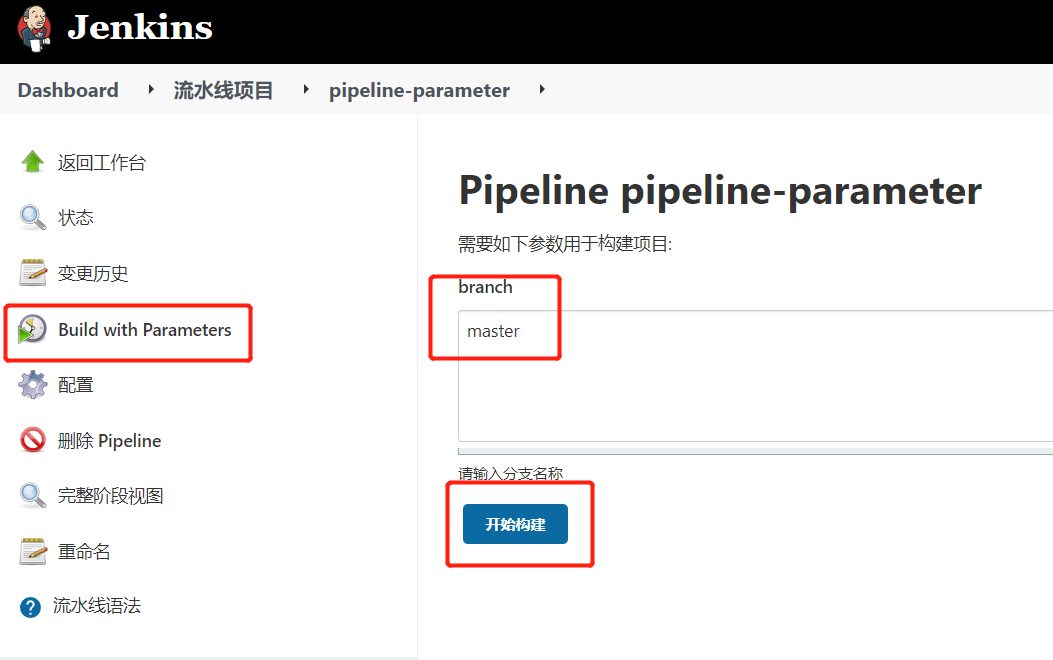 Jenkins
Dashboard
流水线项目
pipeline-parameter
返回工作台
状态
变更历史
Build with Parameters
配置
删除 Pipeline
完整阶段视图
重命名
流水线语法
Pipeline pipeline-parameter
需要如下参数用于构建项目:
branch
master
请输入分支名称
开始构建